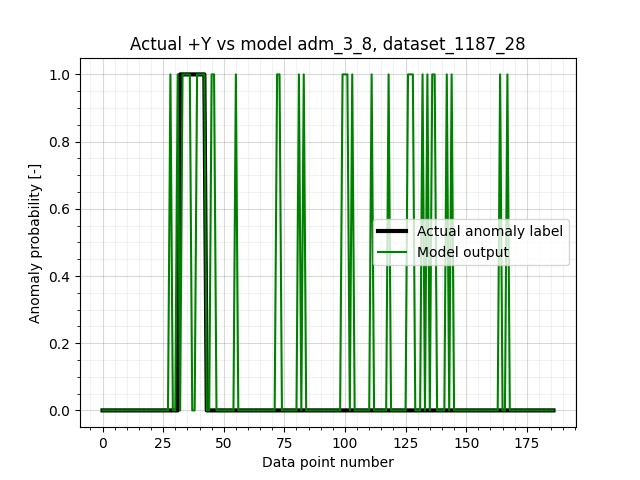 Actual +Y vs model adm_3_8, dataset_1187_28
Anomaly probability [-]
1.0
0.8
0.6
0.4
0.2
0.0
Actual anomaly label
Model output
0 25 50 75 100 125 150 175
Data point number